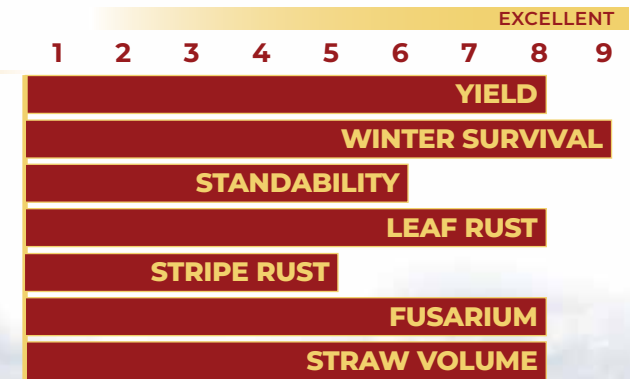 EXCELLENT
1 2 3 4 5 6 7 8 9
YIELD
WINTER SURVIVAL
STANDABILITY
LEAF RUST
STRIPE RUST
FUSARIUM
STRAW VOLUME